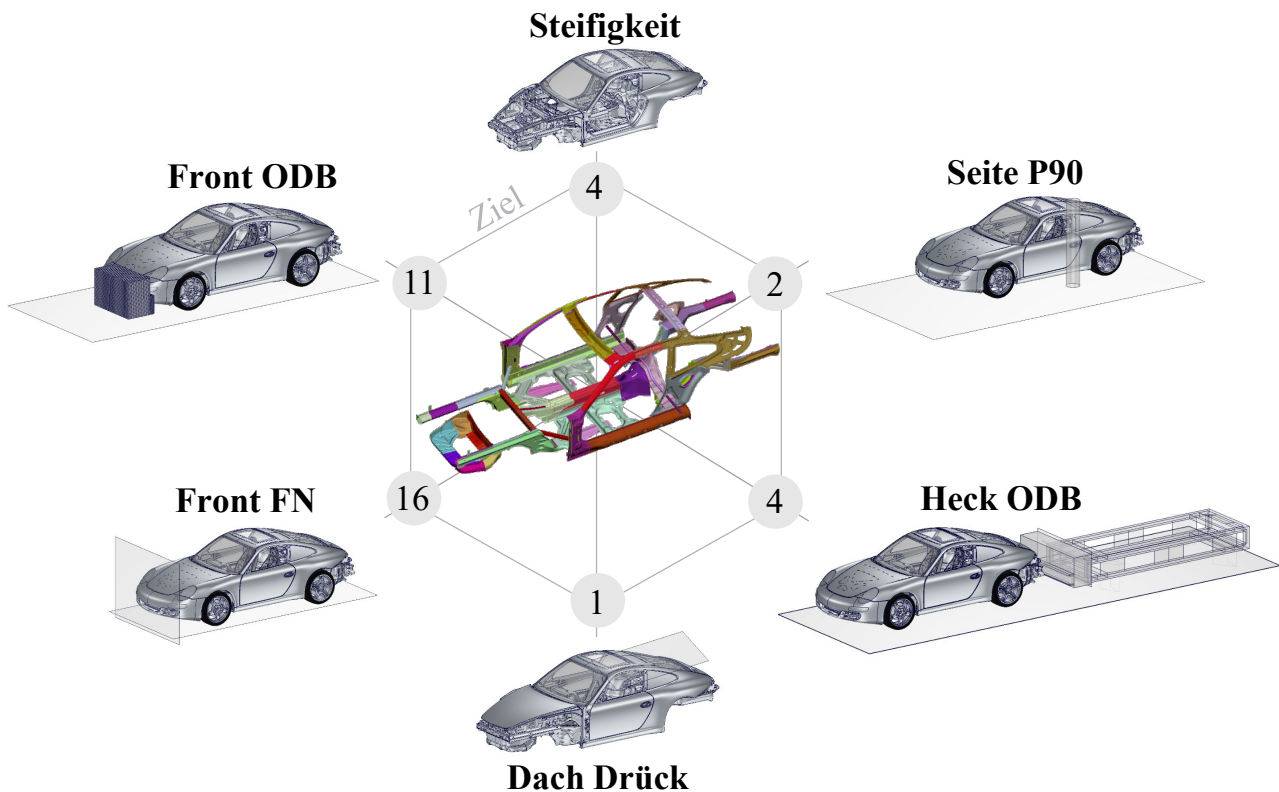 Steifigkeit
Front ODB
Seite P90
Ziel
4
11
2
Front FN
16
4
Heck ODB
1
Dach Drück